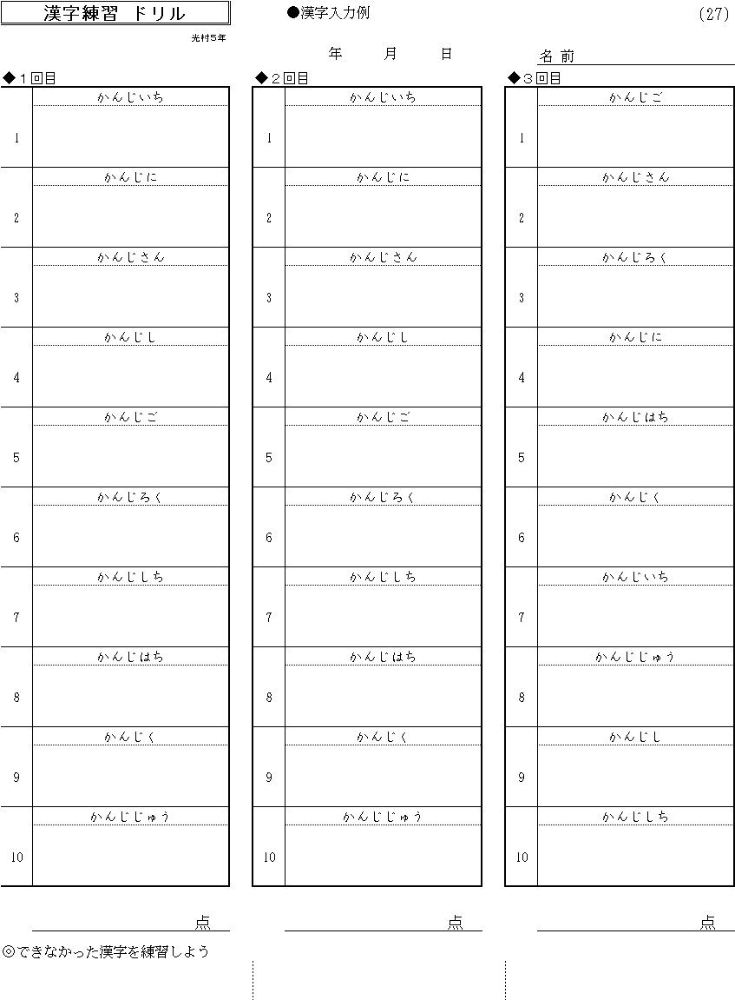 漢字練習 ドリル
●漢字入力例
(27)
光村５年
年 月 日
名 前
◆１回目
かんじいち
1
かんじに
2
かんじさん
3
かんじし
4
かんじご
5
かんじろく
6
かんじしち
7
かんじはち
8
かんじく
9
かんじじゅう
10
点
◆２回目
かんじいち
1
かんじに
2
かんじさん
3
かんじし
4
かんじご
5
かんじろく
6
かんじしち
7
かんじはち
8
かんじく
9
かんじじゅう
10
点
◆３回目
かんじご
1
かんじさん
2
かんじろく
3
かんじに
4
かんじはち
5
かんじく
6
かんじいち
7
かんじじゅう
8
かんじし
9
かんじしち
10
点
◎できなかった漢字を練習しよう